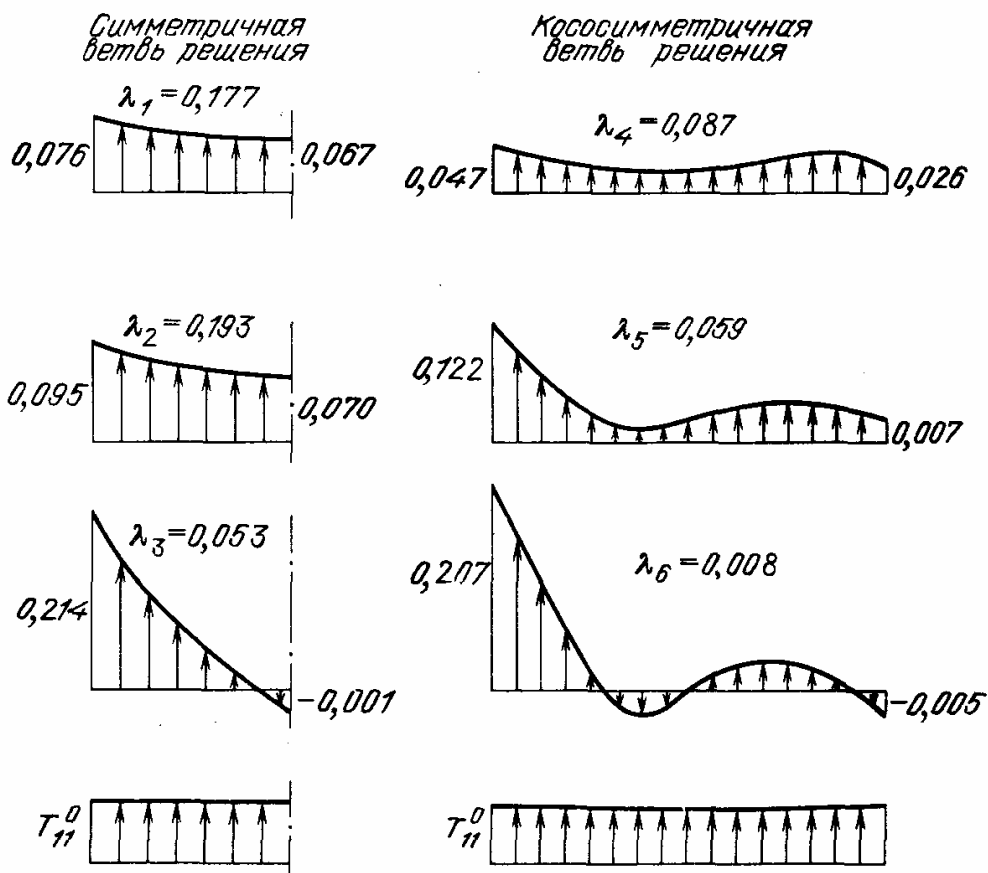 Симметричная
ветвь решения
λ₁ = 0,177
0,076
0,067
λ₂ = 0,193
0,095
0,070
λ₃ = 0,053
0,214
-0,001
T₁₁⁰
Кососимметричная
ветвь решения
λ₄ = 0,087
0,047
0,026
λ₅ = 0,059
0,122
0,007
λ₆ = 0,008
0,207
-0,005
T₁₁⁰